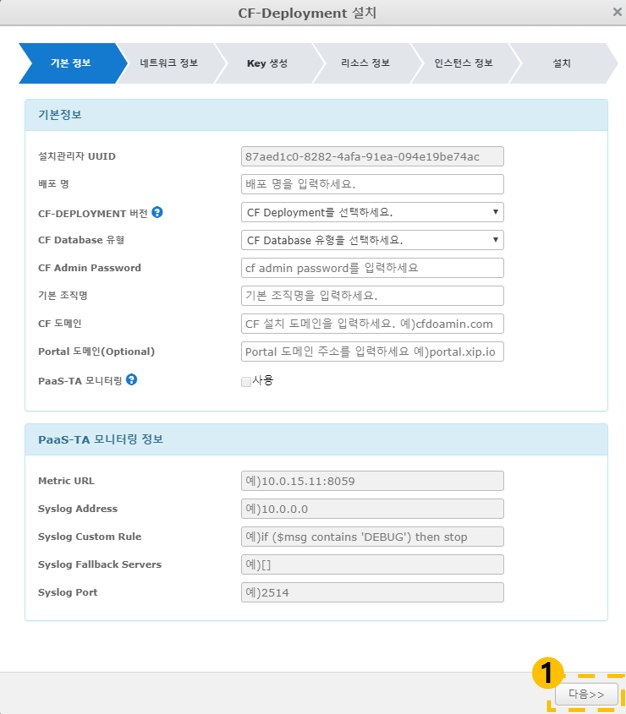 CF-Deployment 설치
×
기본 정보 네트워크 정보 Key 생성 리소스 정보 인스턴스 정보 설치
기본정보
설치관리자 UUID 87aed1c0-8282-4afa-91ea-094e19be74ac
배포 명 배포 명을 입력하세요.
CF-DEPLOYMENT 버전 ? CF Deployment를 선택하세요.
CF Database 유형 CF Database 유형를 선택하세요.
CF Admin Password cf admin password를 입력하세요
기본 조직명 기본 조직명을 입력하세요.
CF 도메인 CF 설치 도메인을 입력하세요. 예)cfdoamin.com
Portal 도메인(Optional) Portal 도메인 주소를 입력하세요 예)portal.xip.io
PaaS-TA 모니터링 ? 사용
PaaS-TA 모니터링 정보
Metric URL 예)10.0.15.11:8059
Syslog Address 예)10.0.0.0
Syslog Custom Rule 예)if ($msg contains 'DEBUG') then stop
Syslog Fallback Servers 예)[]
Syslog Port 예)2514
1
다음>>